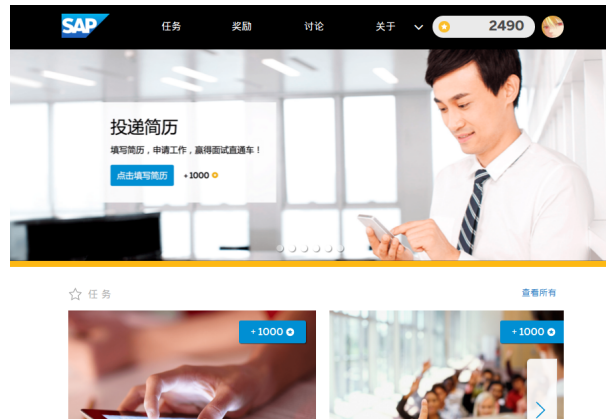 SAP
任务 奖励 讨论 关于 2490
投递简历
填写简历，申请工作，赢得面试直通车！
点击填写简历 +1000
任务 查看所有
+1000 +1000